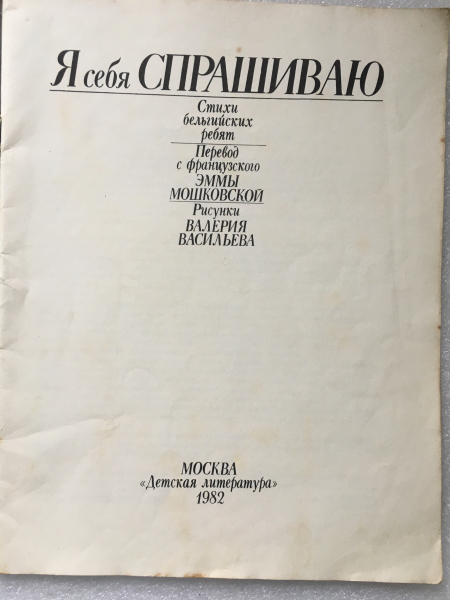 Я себя СПРАШИВАЮ
Стихи
бельгийских
ребят
Перевод
с французского
ЭММЫ
МОШКОВСКОЙ
Рисунки
ВАЛЕРИЯ
ВАСИЛЬЕВА
МОСКВА
«Детская литература»
1982